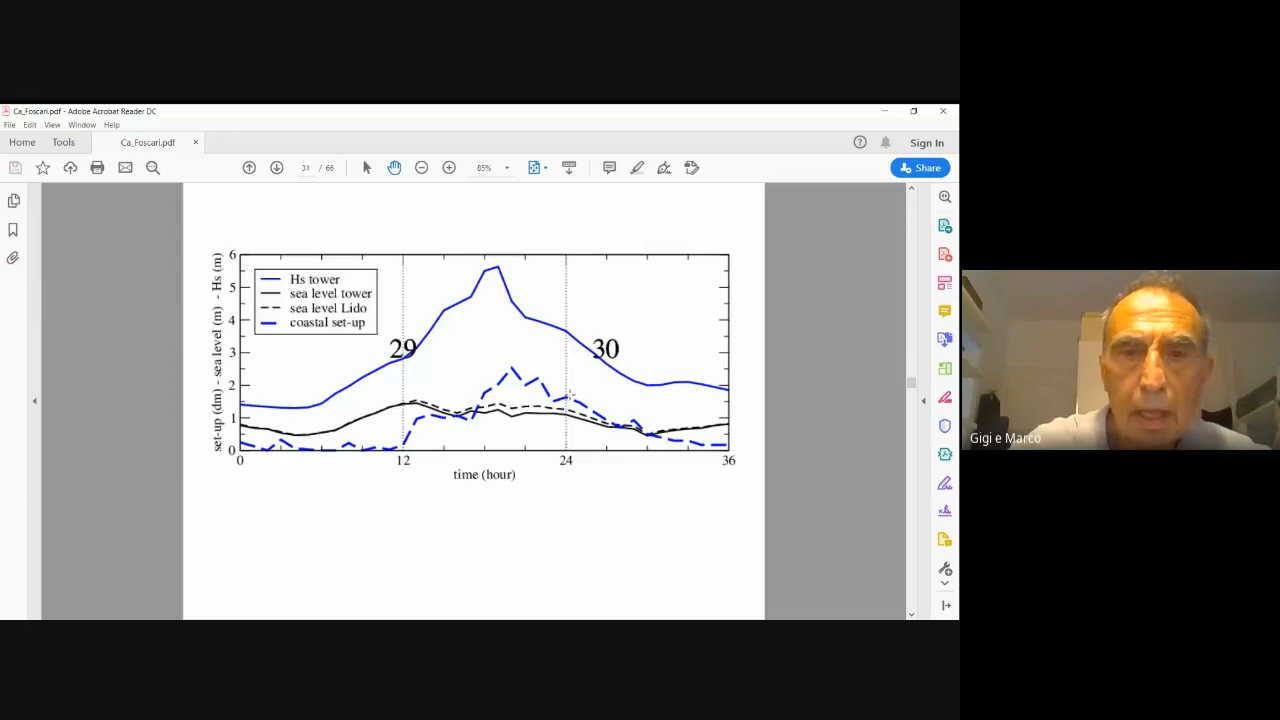 Ca_Foscari.pdf - Adobe Acrobat Reader DC
File Edit View Window Help
Home Tools Ca_Foscari.pdf × Sign In
31 / 66 85% Share
set-up (dm) - sea level (m) - Hs (m)
6
5
4
3
2
1
0
Hs tower
sea level tower
sea level Lido
coastal set-up
29 30
0 12 24 36
time (hour)
Gigi e Marco